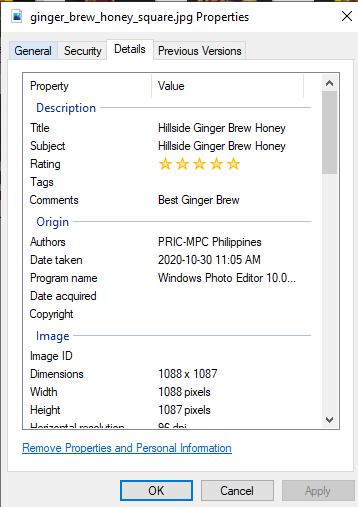 ginger_brew_honey_square.jpg Properties
General Security Details Previous Versions
Property Value
Description
Title Hillside Ginger Brew Honey
Subject Hillside Ginger Brew Honey
Rating
Tags
Comments Best Ginger Brew
Origin
Authors PRIC-MPC Philippines
Date taken 2020-10-30 11:05 AM
Program name Windows Photo Editor 10.0...
Date acquired
Copyright
Image
Image ID
Dimensions 1088 x 1087
Width 1088 pixels
Height 1087 pixels
Horizontal resolution 96 dpi
Remove Properties and Personal Information
OK Cancel Apply